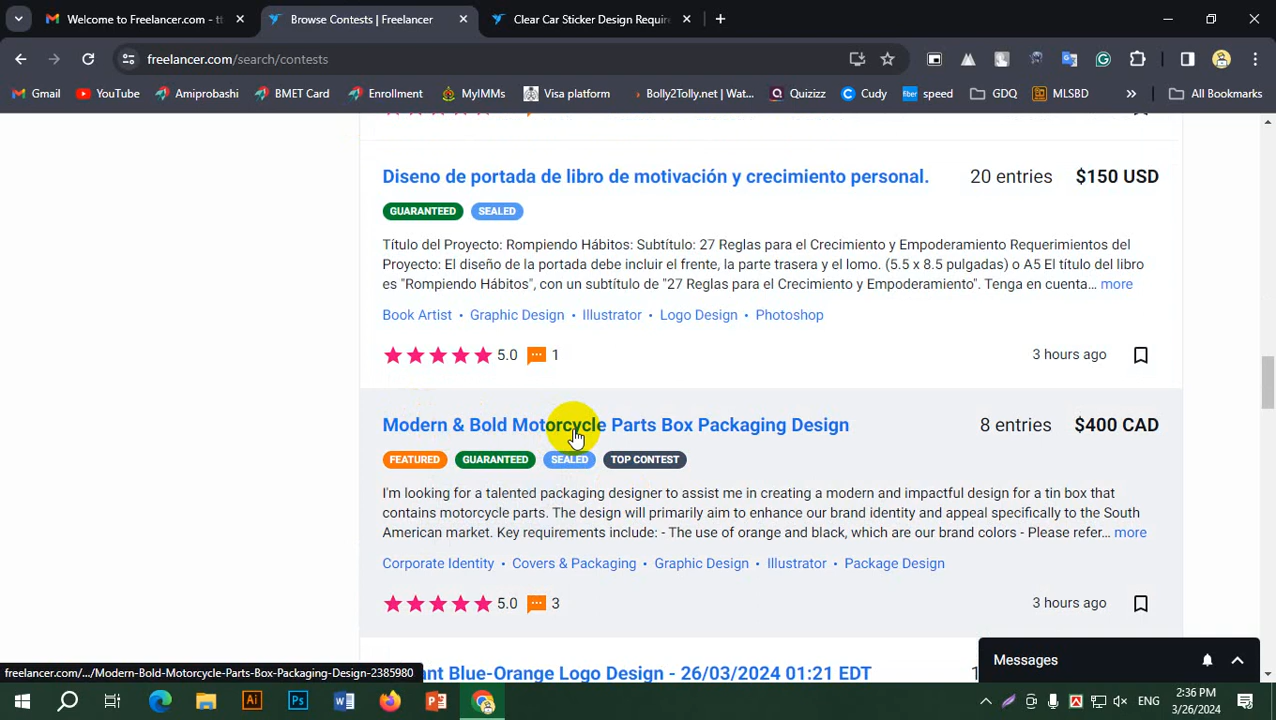 Welcome to Freelancer.com - tt
Browse Contests | Freelancer
Clear Car Sticker Design Require
freelancer.com/search/contests
Gmail
YouTube
Amiprobashi
BMET Card
Enrollment
MyIMMs
Visa platform
Bolly2Tolly.net | Wat...
Quizizz
Cudy
speed
GDQ
MLSBD
All Bookmarks
Diseno de portada de libro de motivación y crecimiento personal.
20 entries $150 USD
GUARANTEED SEALED
Título del Proyecto: Rompiendo Hábitos: Subtítulo: 27 Reglas para el Crecimiento y Empoderamiento Requerimientos del
Proyecto: El diseño de la portada debe incluir el frente, la parte trasera y el lomo. (5.5 x 8.5 pulgadas) o A5 El título del libro
es "Rompiendo Hábitos", con un subtítulo de "27 Reglas para el Crecimiento y Empoderamiento". Tenga en cuenta... more
Book Artist • Graphic Design • Illustrator • Logo Design • Photoshop
5.0 1 3 hours ago
Modern & Bold Motorcycle Parts Box Packaging Design
8 entries $400 CAD
FEATURED GUARANTEED SEALED TOP CONTEST
I'm looking for a talented packaging designer to assist me in creating a modern and impactful design for a tin box that
contains motorcycle parts. The design will primarily aim to enhance our brand identity and appeal specifically to the South
American market. Key requirements include: - The use of orange and black, which are our brand colors - Please refer... more
Corporate Identity • Covers & Packaging • Graphic Design • Illustrator • Package Design
5.0 3 3 hours ago
Blue-Orange Logo Design - 26/03/2024 01:21 EDT
Messages
freelancer.com/.../Modern-Bold-Motorcycle-Parts-Box-Packaging-Design-2385980
ENG
2:36 PM
3/26/2024